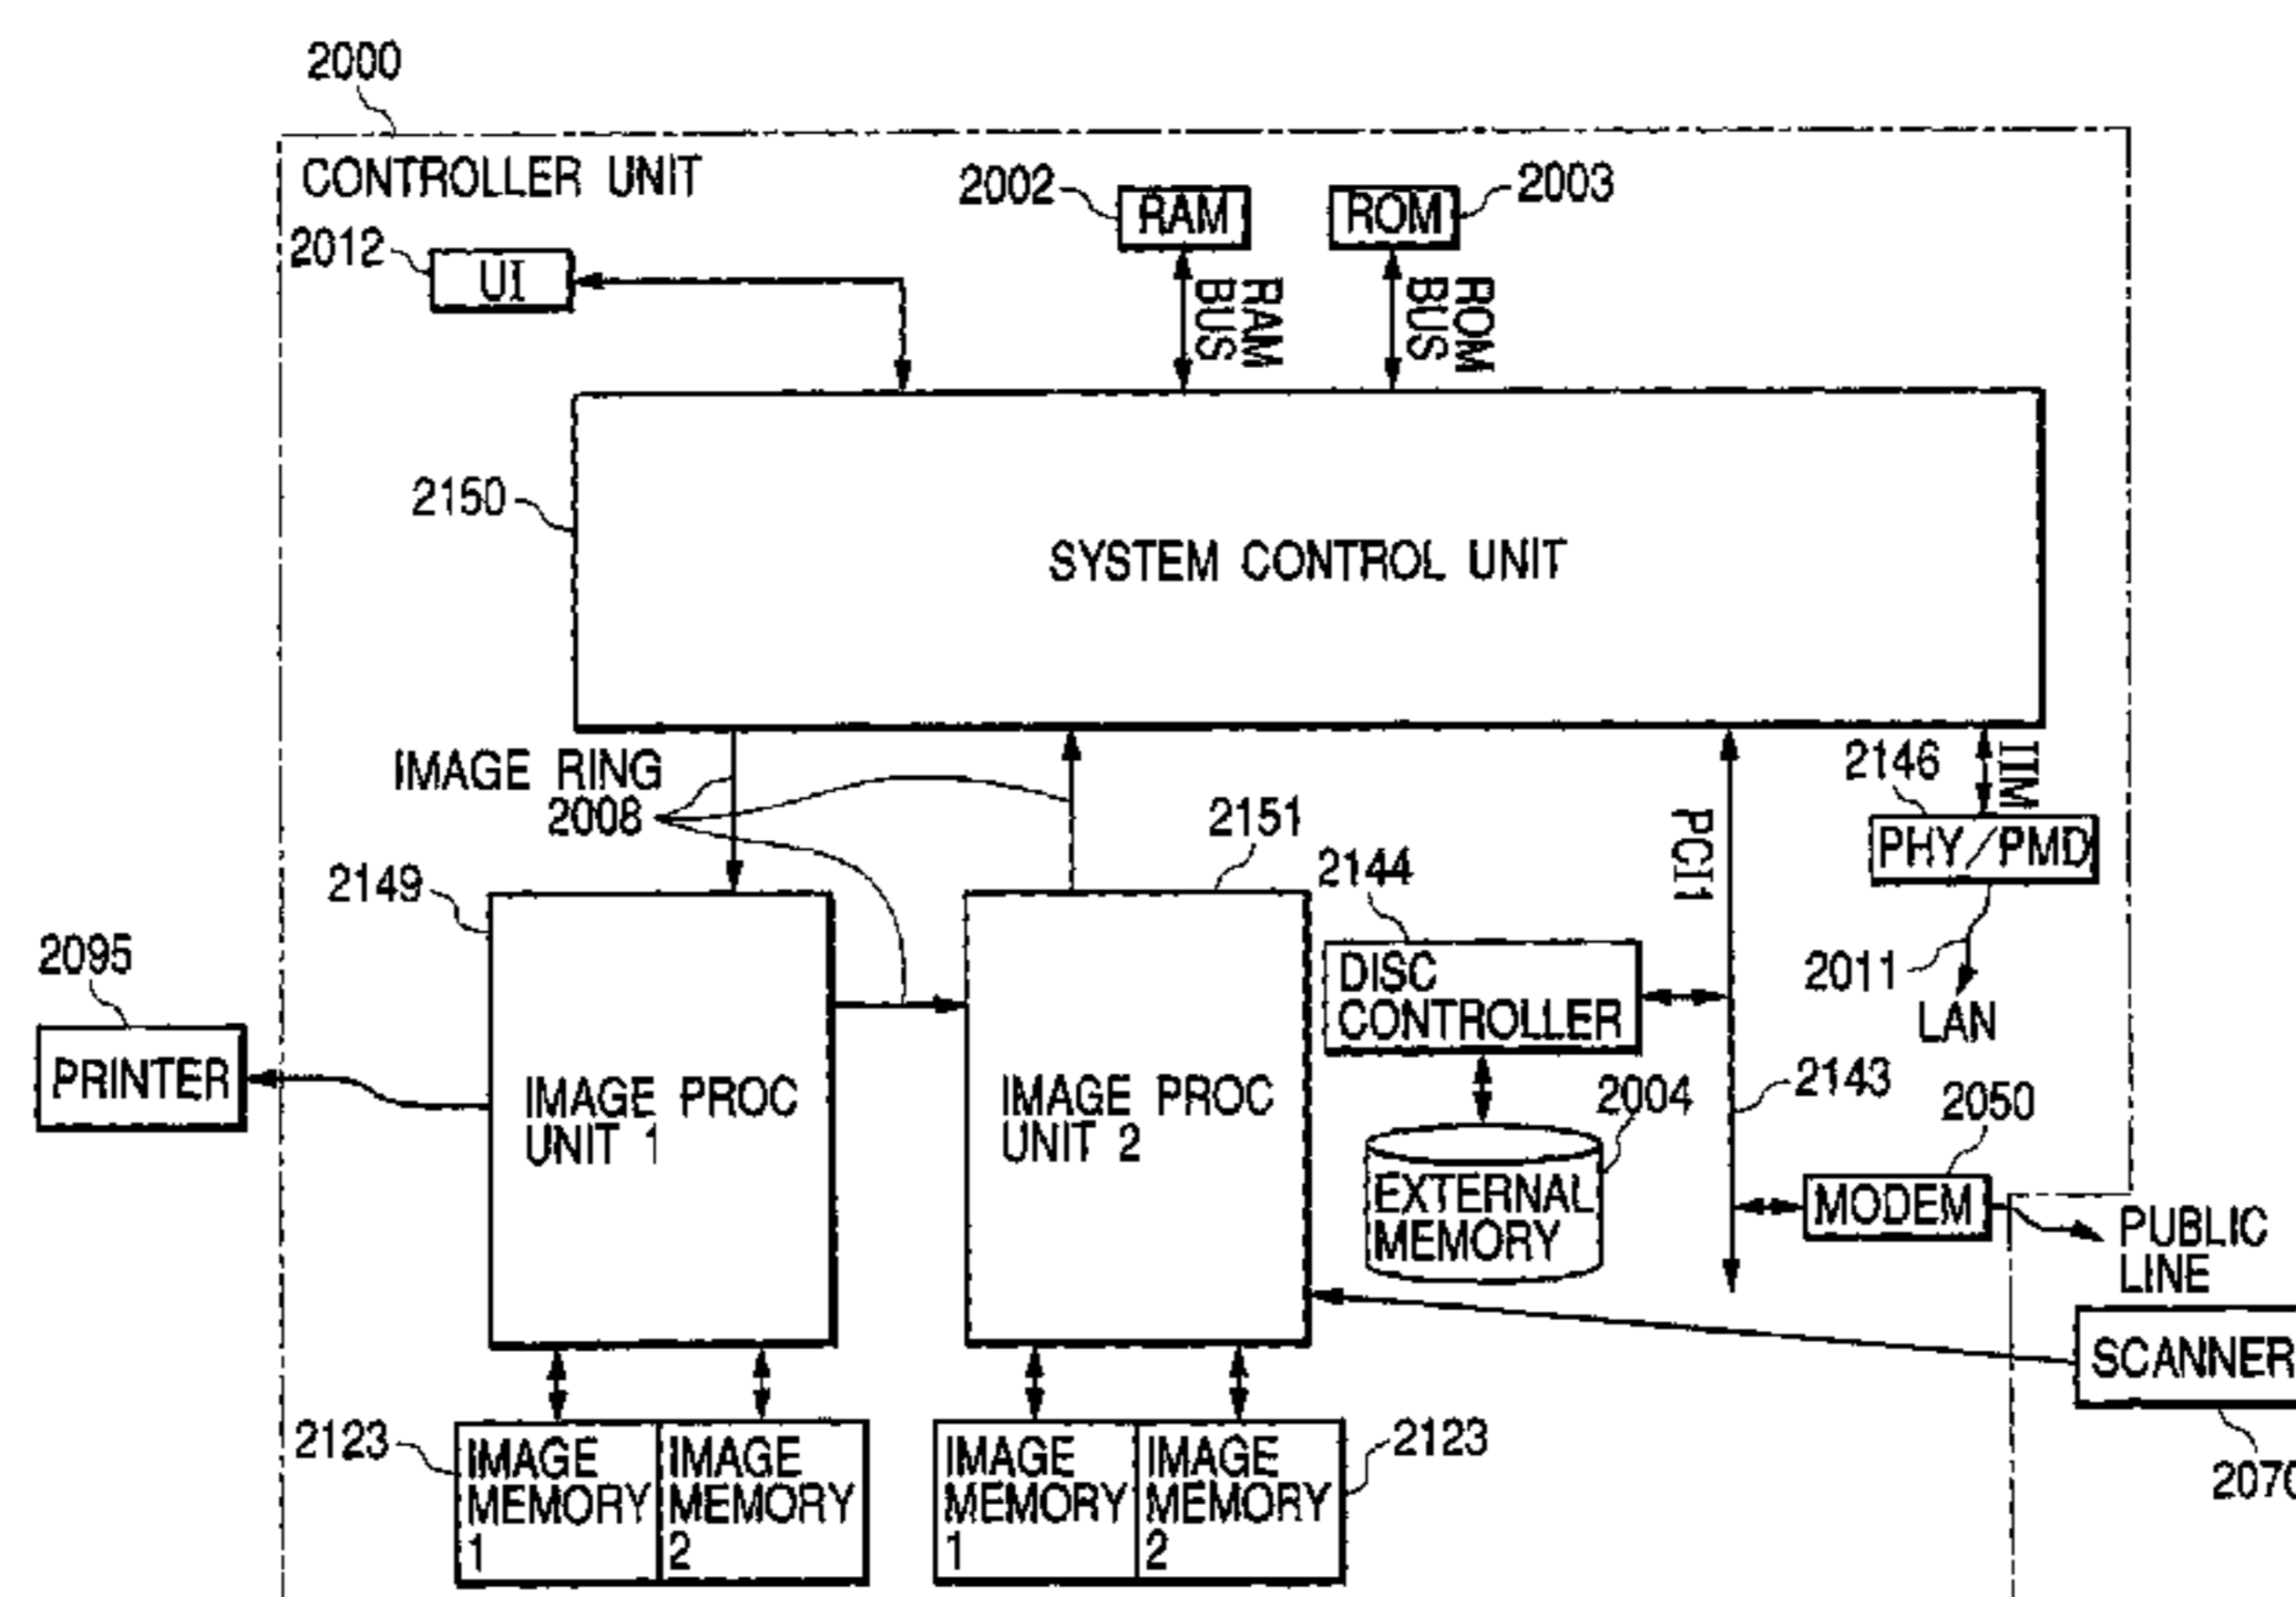 2000
CONTROLLER UNIT
2002
RAM
ROM
2003
2012
UI
RAM
BUS
ROM
BUS
2150
SYSTEM CONTROL UNIT
IMAGE RING
2008
2149
2151
2144
PCI1
2146
IIM
PHY/PMD
2011
LAN
2095
PRINTER
IMAGE PROC
UNIT 1
IMAGE PROC
UNIT 2
DISC
CONTROLLER
2143
2004
EXTERNAL
MEMORY
2050
MODEM
PUBLIC
LINE
SCANNER
2070
2123
IMAGE
MEMORY
1
IMAGE
MEMORY
2
IMAGE
MEMORY
1
IMAGE
MEMORY
2
2123